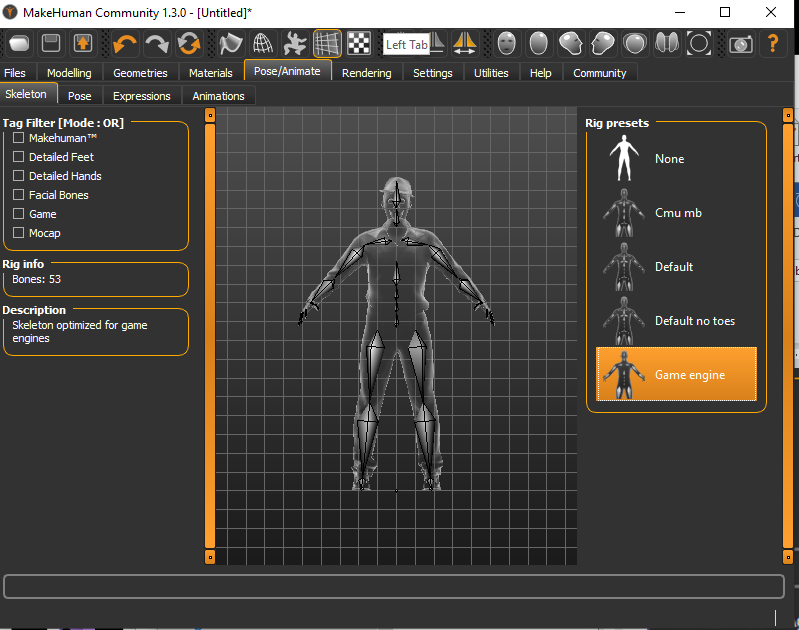 MakeHuman Community 1.3.0 - [Untitled]*
Left Tab
?
Files Modelling Geometries Materials Pose/Animate Rendering Settings Utilities Help Community
Skeleton Pose Expressions Animations
Tag Filter [Mode : OR]
Makehuman™
Detailed Feet
Detailed Hands
Facial Bones
Game
Mocap
Rig info
Bones: 53
Description
Skeleton optimized for game
engines
Rig presets
None
Cmu mb
Default
Default no toes
Game engine